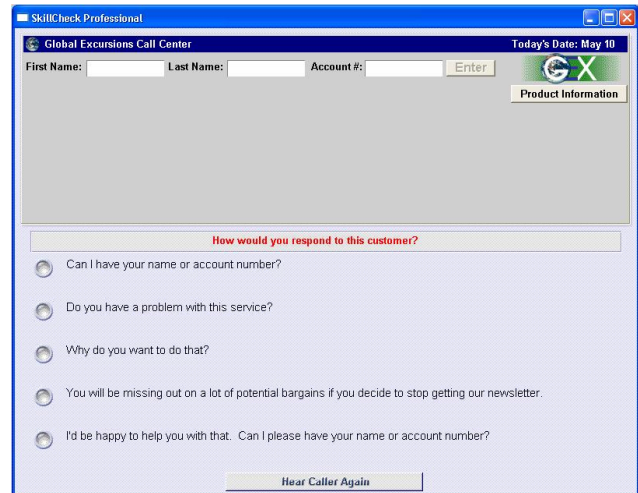 SkillCheck Professional
Global Excursions Call Center Today's Date: May 10
First Name: Last Name: Account #: Enter
Product Information
How would you respond to this customer?
Can I have your name or account number?
Do you have a problem with this service?
Why do you want to do that?
You will be missing out on a lot of potential bargains if you decide to stop getting our newsletter.
I'd be happy to help you with that. Can I please have your name or account number?
Hear Caller Again